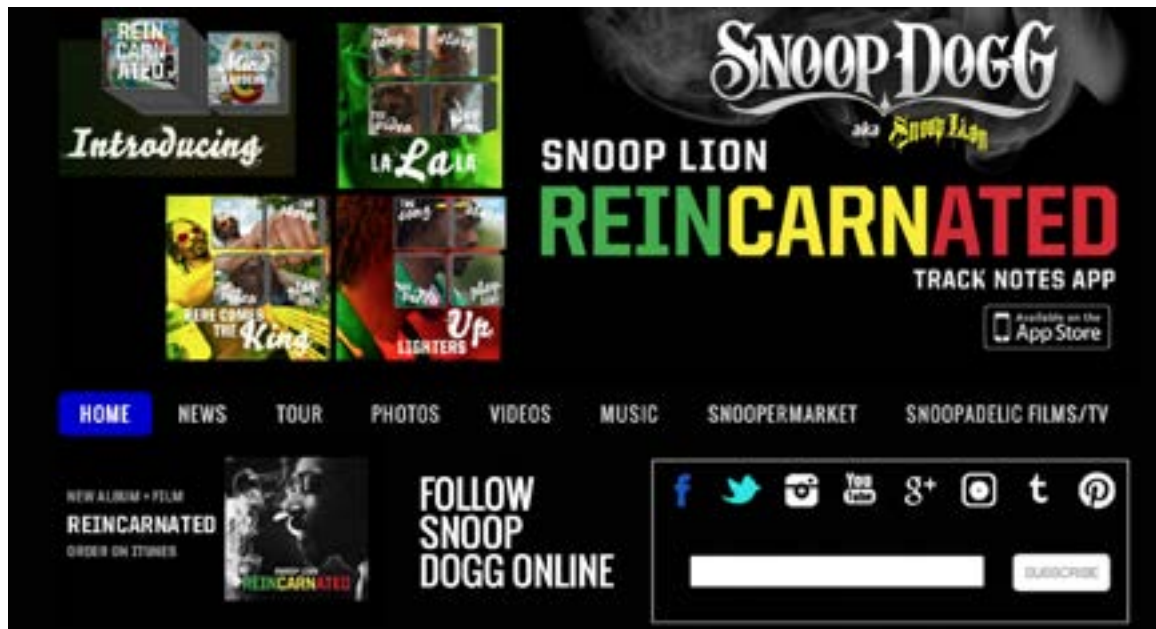 REIN
CARN
ATED
Introducing
LA La LA
HERE COMES
THE King
Up
LIGHTERS
SNOOP DOGG
aka Snoop Lion
SNOOP LION
REINCARNATED
TRACK NOTES APP
Available on the
App Store
HOME NEWS TOUR PHOTOS VIDEOS MUSIC SNOOPERMARKET SNOOPADELIC FILMS/TV
NEW ALBUM + FILM
REINCARNATED
ORDER ON ITUNES
SNOOP LION
REINCARNATED
FOLLOW
SNOOP
DOGG ONLINE
f You Tube g+ t
SUBSCRIBE